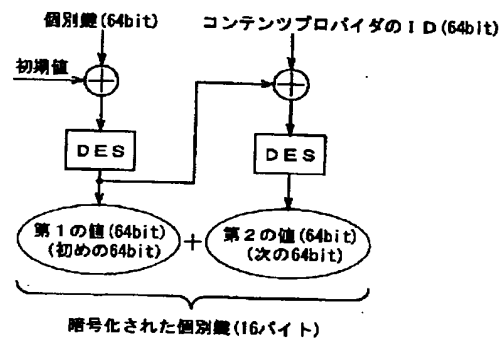 個別鍵(64bit)
コンテンツプロバイダのID(64bit)
初期値
DES
DES
第1の値(64bit)
(初めの64bit)
+
第2の値(64bit)
(次の64bit)
暗号化された個別鍵(16バイト)